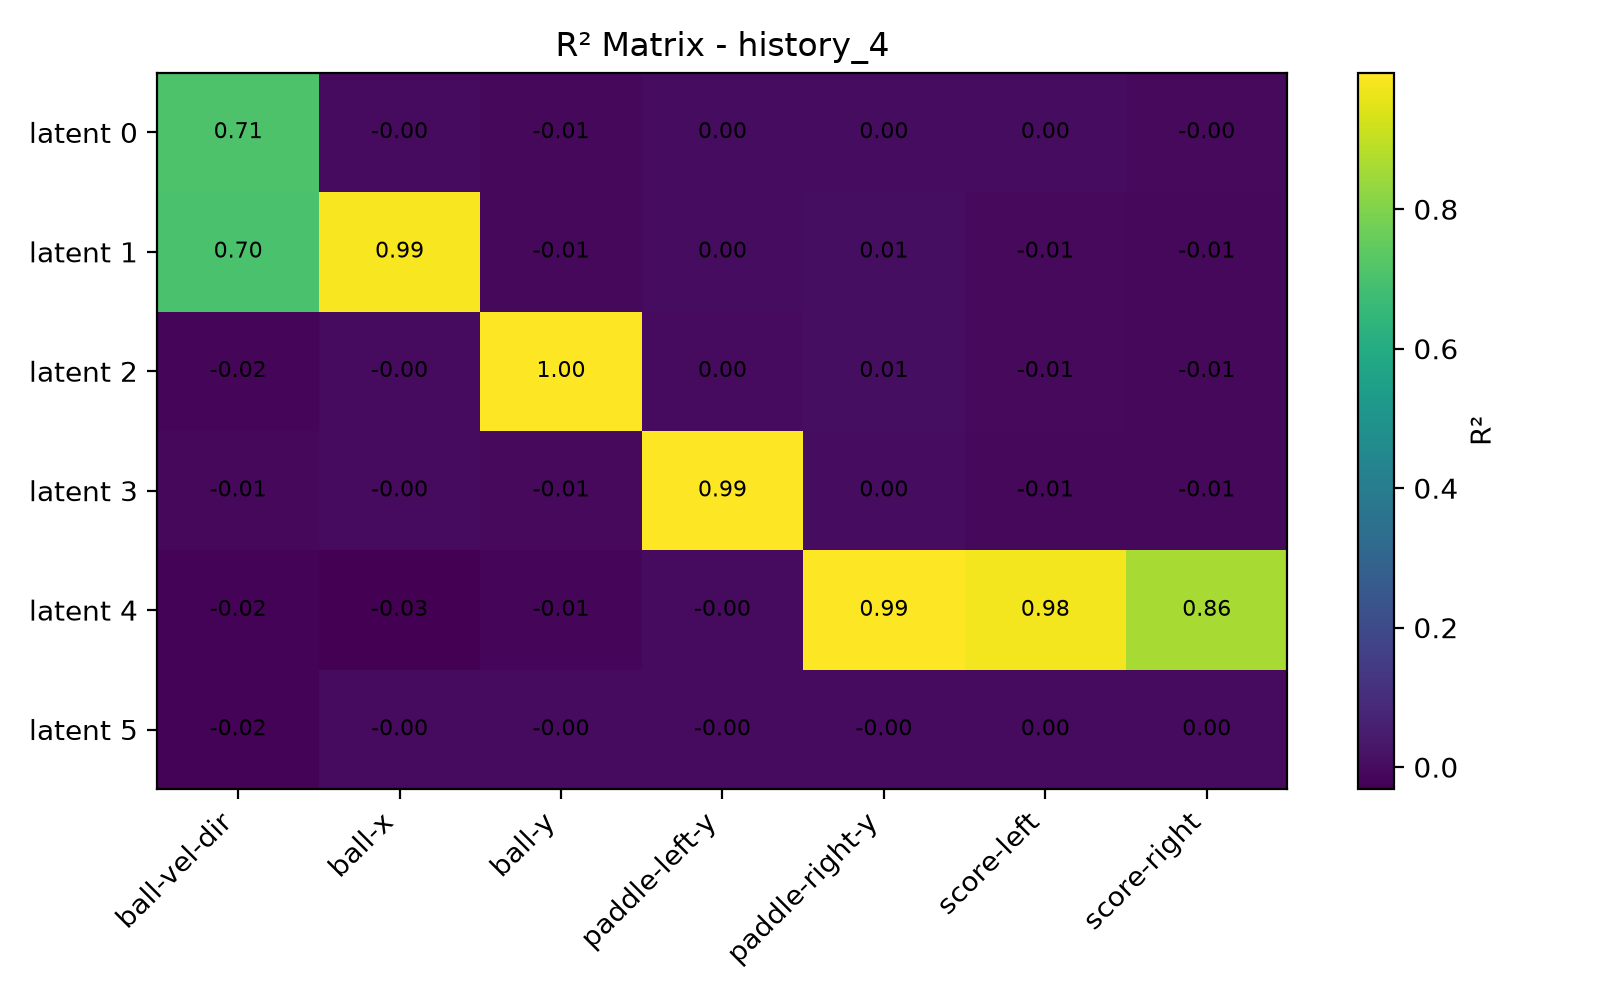 R² Matrix - history_4
latent 0 0.71 -0.00 -0.01 0.00 0.00 0.00 -0.00
latent 1 0.70 0.99 -0.01 0.00 0.01 -0.01 -0.01
latent 2 -0.02 -0.00 1.00 0.00 0.01 -0.01 -0.01
latent 3 -0.01 -0.00 -0.01 0.99 0.00 -0.01 -0.01
latent 4 -0.02 -0.03 -0.01 -0.00 0.99 0.98 0.86
latent 5 -0.02 -0.00 -0.00 -0.00 -0.00 0.00 0.00
ball-vel-dir
ball-x
ball-y
paddle-left-y
paddle-right-y
score-left
score-right
0.8
0.6
0.4
0.2
0.0
R²